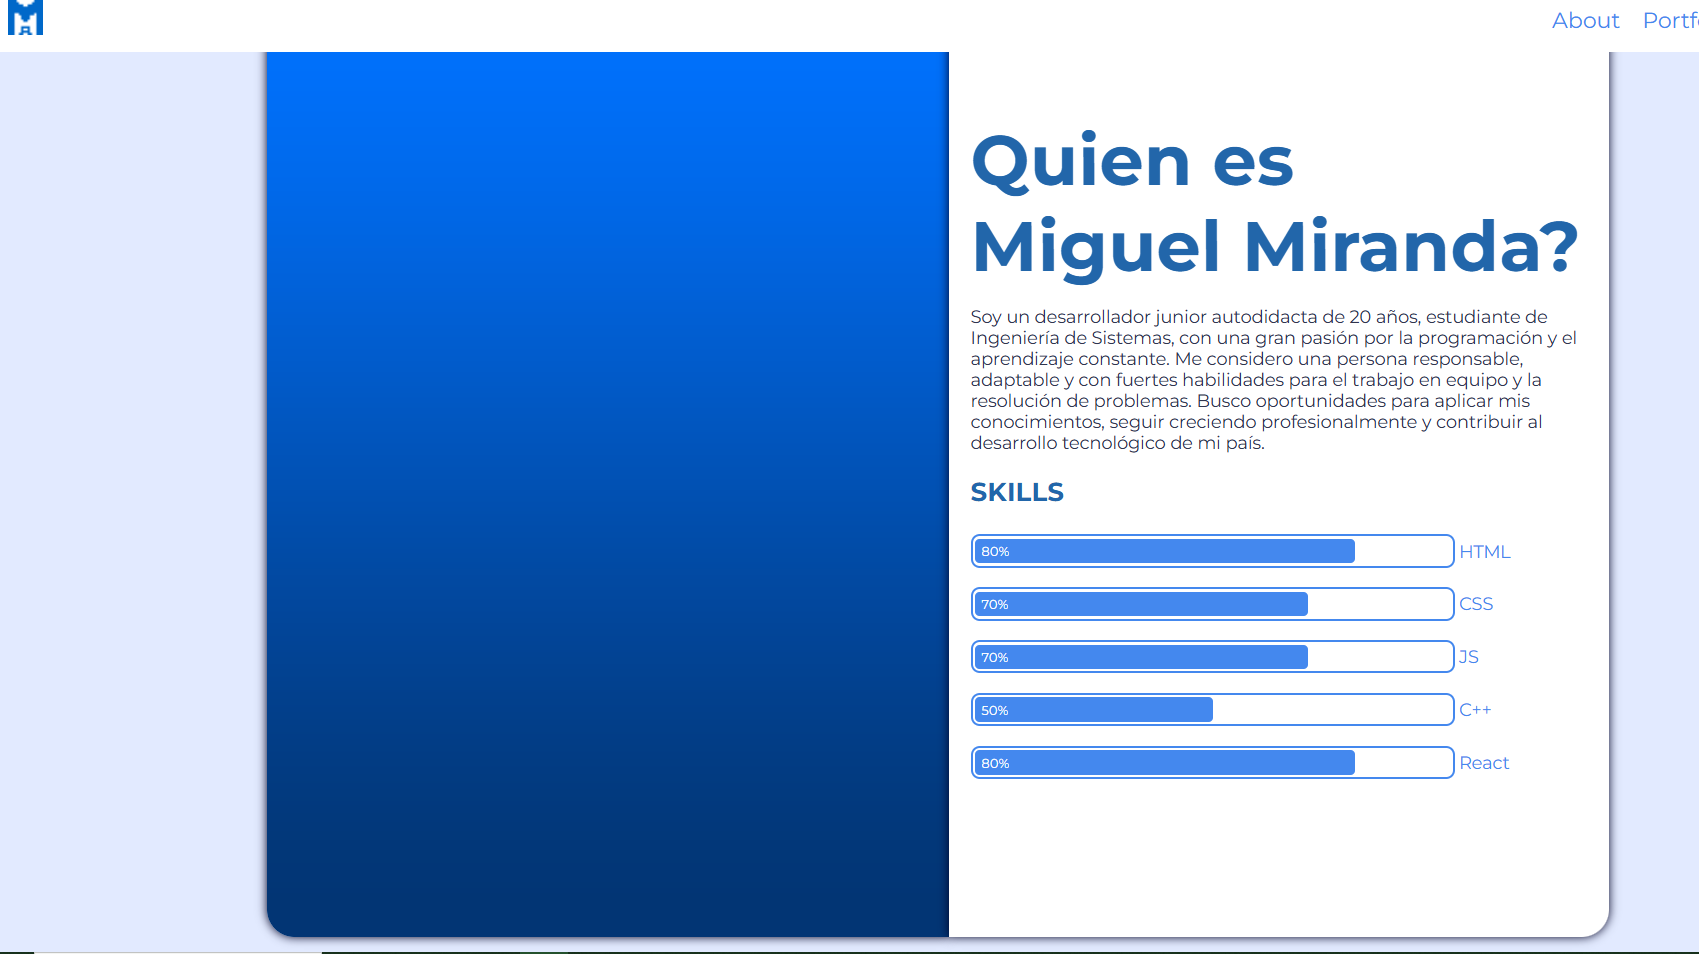 About Portfo
Quien es
Miguel Miranda?
Soy un desarrollador junior autodidacta de 20 años, estudiante de
Ingeniería de Sistemas, con una gran pasión por la programación y el
aprendizaje constante. Me considero una persona responsable,
adaptable y con fuertes habilidades para el trabajo en equipo y la
resolución de problemas. Busco oportunidades para aplicar mis
conocimientos, seguir creciendo profesionalmente y contribuir al
desarrollo tecnológico de mi país.
SKILLS
80% HTML
70% CSS
70% JS
50% C++
80% React